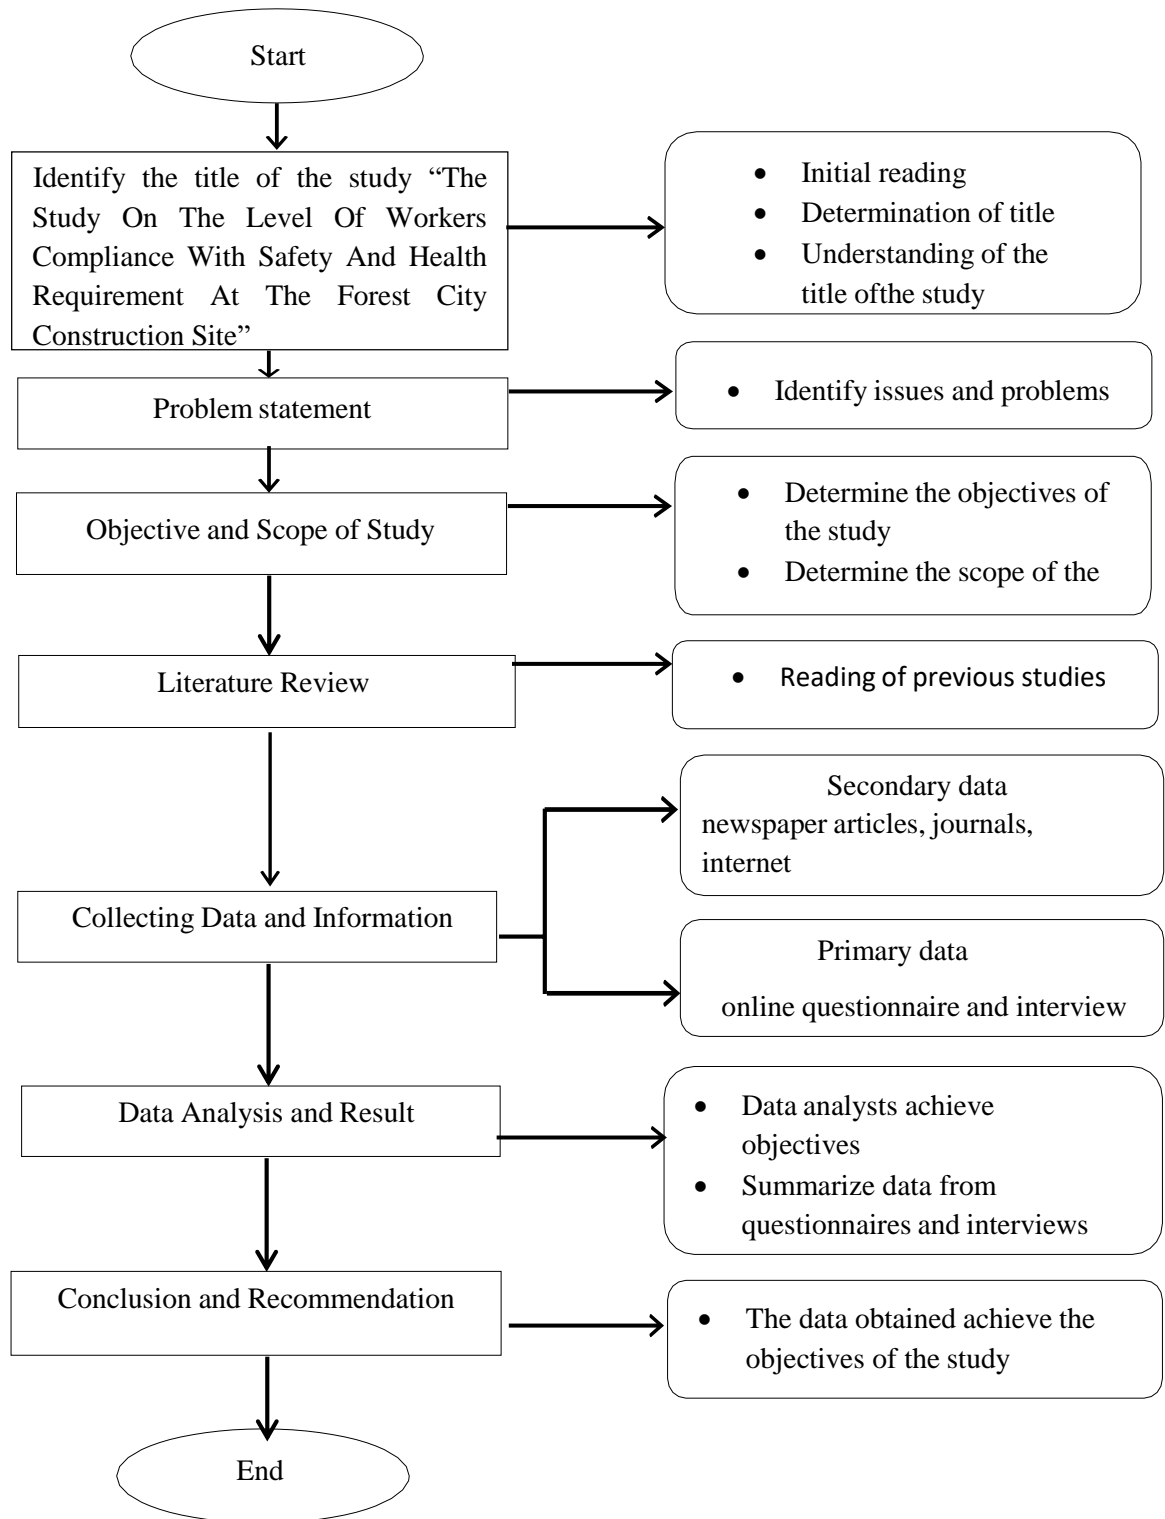 Start
Identify the title of the study “The
Study On The Level Of Workers
Compliance With Safety And Health
Requirement At The Forest City
Construction Site”
• Initial reading
• Determination of title
• Understanding of the
title ofthe study
Problem statement
• Identify issues and problems
Objective and Scope of Study
• Determine the objectives of
the study
• Determine the scope of the
Literature Review
• Reading of previous studies
Collecting Data and Information
Secondary data
newspaper articles, journals,
internet
Primary data
online questionnaire and interview
Data Analysis and Result
• Data analysts achieve
objectives
• Summarize data from
questionnaires and interviews
Conclusion and Recommendation
• The data obtained achieve the
objectives of the study
End